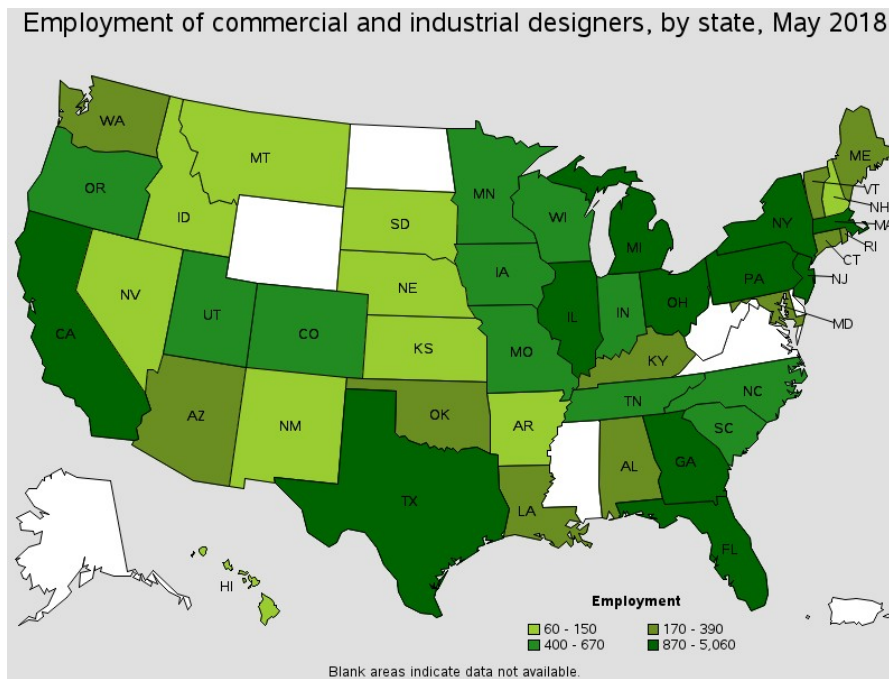 Employment of commercial and industrial designers, by state, May 2018
WA
MT
ME
OR
MN
VT
ID
SD
WI
NY
NH
MI
MA
RI
CT
NV
NE
IA
PA
NJ
UT
CO
IL
IN
OH
MD
CA
KS
MO
KY
AZ
NM
OK
AR
TN
NC
SC
TX
LA
AL
GA
FL
HI
Employment
60 - 150 170 - 390
400 - 670 870 - 5,060
Blank areas indicate data not available.